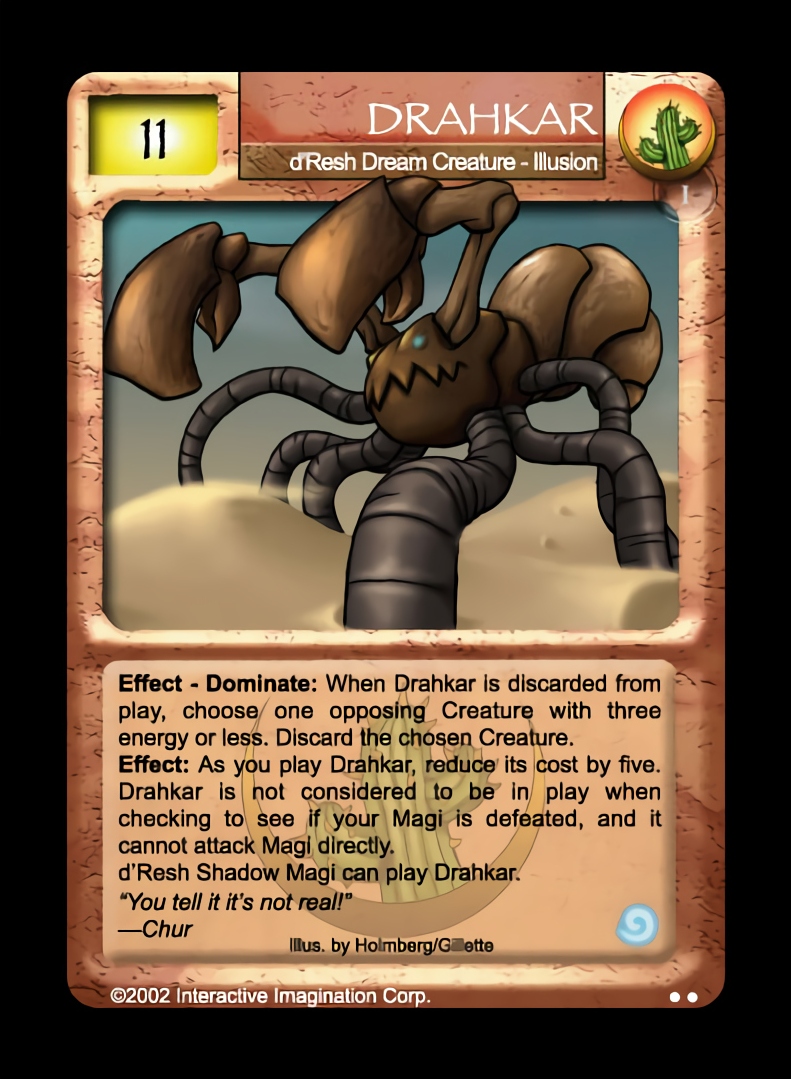 11
DRAHKAR
d'Resh Dream Creature - Illusion
I
Effect - Dominate: When Drahkar is discarded from
play, choose one opposing Creature with three
energy or less. Discard the chosen Creature.
Effect: As you play Drahkar, reduce its cost by five.
Drahkar is not considered to be in play when
checking to see if your Magi is defeated, and it
cannot attack Magi directly.
d'Resh Shadow Magi can play Drahkar.
"You tell it it's not real!"
—Chur
Illus. by Holmberg/Gillette
©2002 Interactive Imagination Corp.